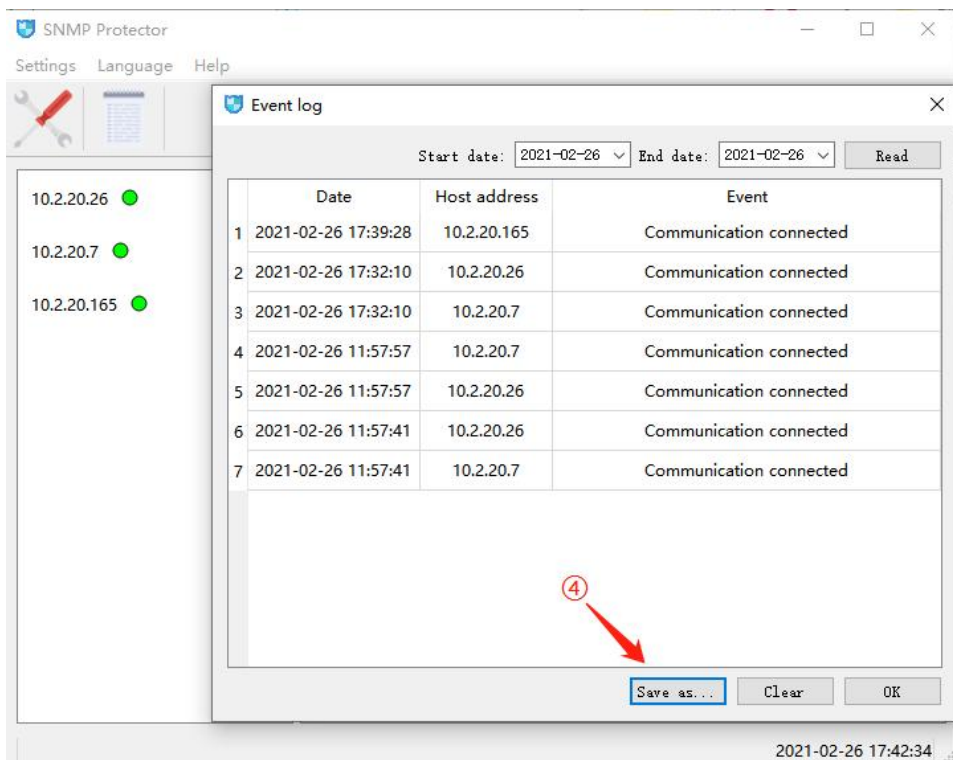 SNMP Protector
Settings Language Help
Event log
Start date: 2021-02-26 End date: 2021-02-26 Read
10.2.20.26
10.2.20.7
10.2.20.165
Date Host address Event
1 2021-02-26 17:39:28 10.2.20.165 Communication connected
2 2021-02-26 17:32:10 10.2.20.26 Communication connected
3 2021-02-26 17:32:10 10.2.20.7 Communication connected
4 2021-02-26 11:57:57 10.2.20.7 Communication connected
5 2021-02-26 11:57:57 10.2.20.26 Communication connected
6 2021-02-26 11:57:41 10.2.20.26 Communication connected
7 2021-02-26 11:57:41 10.2.20.7 Communication connected
④
Save as... Clear OK
2021-02-26 17:42:34